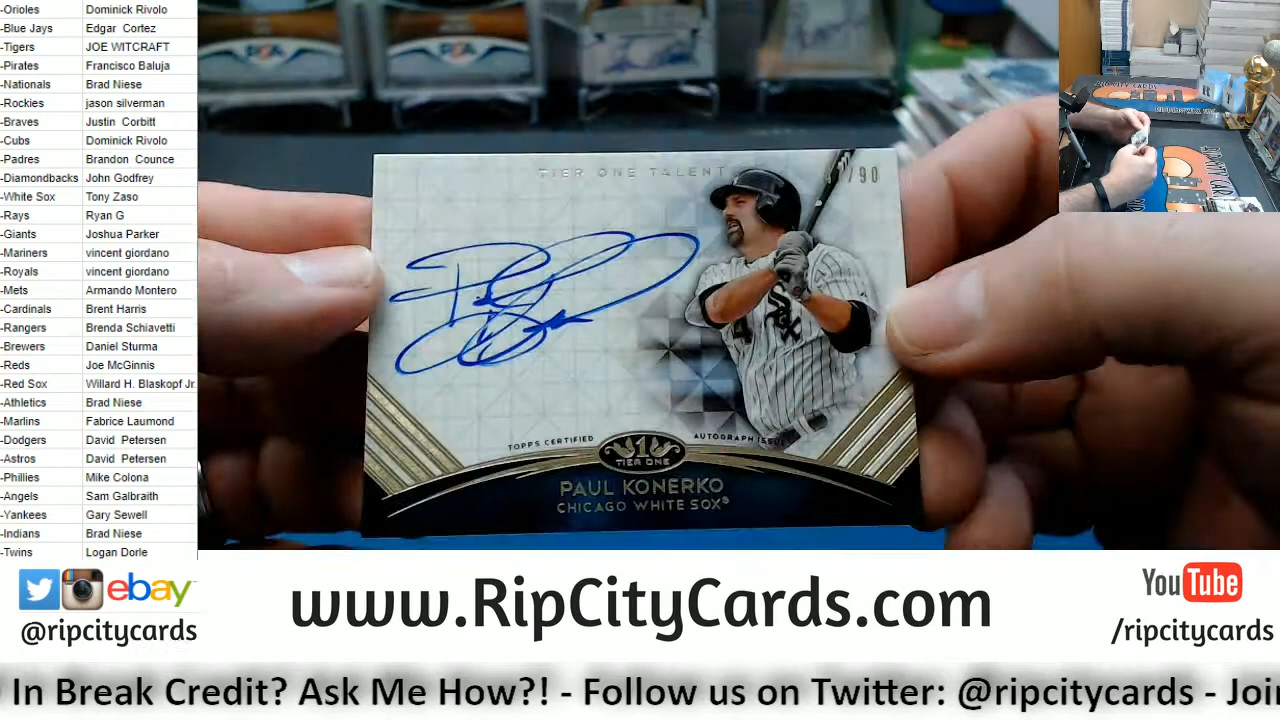 -Orioles Dominick Rivolo
-Blue Jays Edgar Cortez
-Tigers JOE WITCRAFT
-Pirates Francisco Baluja
-Nationals Brad Niese
-Rockies jason silverman
-Braves Justin Corbitt
-Cubs Dominick Rivolo
-Padres Brandon Counce
-Diamondbacks John Godfrey
-White Sox Tony Zaso
-Rays Ryan G
-Giants Joshua Parker
-Mariners vincent giordano
-Royals vincent giordano
-Mets Armando Montero
-Cardinals Brent Harris
-Rangers Brenda Schiavetti
-Brewers Daniel Sturma
-Reds Joe McGinnis
-Red Sox Willard H. Blaskopf Jr.
-Athletics Brad Niese
-Marlins Fabrice Laumond
-Dodgers David Petersen
-Astros David Petersen
-Phillies Mike Colona
-Angels Sam Galbraith
-Yankees Gary Sewell
-Indians Brad Niese
-Twins Logan Dorle
TIER ONE TALENT
/90
Sox
TOPPS CERTIFIED AUTOGRAPH ISSUE
1
TIER ONE
PAUL KONERKO
CHICAGO WHITE SOX®
ebay
@ripcitycards
www.RipCityCards.com
YouTube
/ripcitycards
In Break Credit? Ask Me How?! - Follow us on Twitter: @ripcitycards - Join